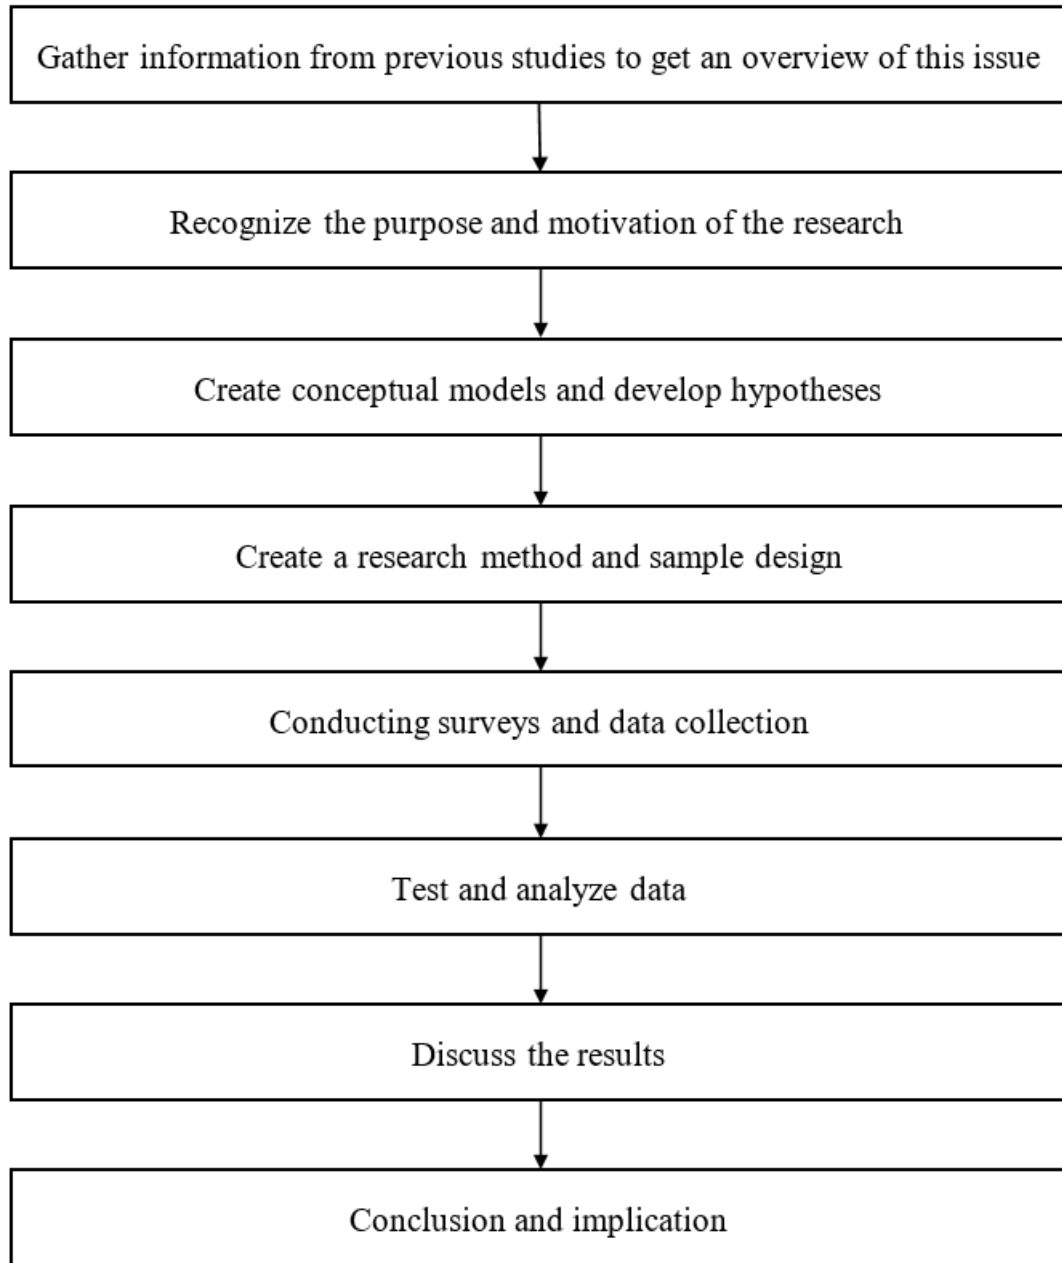 Gather information from previous studies to get an overview of this issue
Recognize the purpose and motivation of the research
Create conceptual models and develop hypotheses
Create a research method and sample design
Conducting surveys and data collection
Test and analyze data
Discuss the results
Conclusion and implication